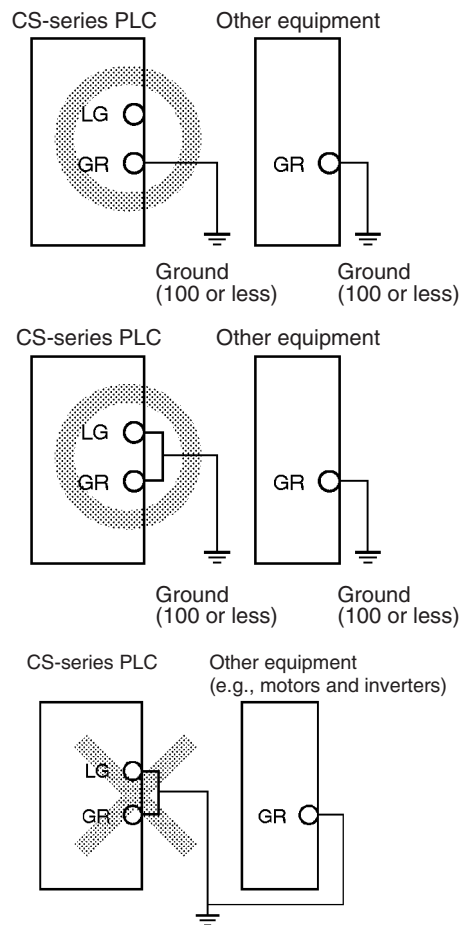 CS-series PLC Other equipment
LG
GR GR
Ground Ground
(100 or less) (100 or less)
CS-series PLC Other equipment
LG
GR GR
Ground Ground
(100 or less) (100 or less)
CS-series PLC Other equipment
(e.g., motors and inverters)
LG
GR GR